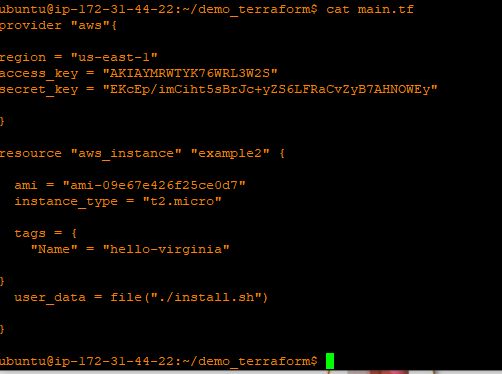 ubuntu@ip-172-31-44-22:~/demo_terraform$ cat main.tf
provider "aws"{
region = "us-east-1"
access_key = "AKIAYMRWTYK76WRL3W2S"
secret_key = "EKcEp/imCiht5sBrJc+yZS6LFRaCvZyB7AHNOWEy"
}
resource "aws_instance" "example2" {
ami = "ami-09e67e426f25ce0d7"
instance_type = "t2.micro"
tags = {
"Name" = "hello-virginia"
}
user_data = file("./install.sh")
}
ubuntu@ip-172-31-44-22:~/demo_terraform$